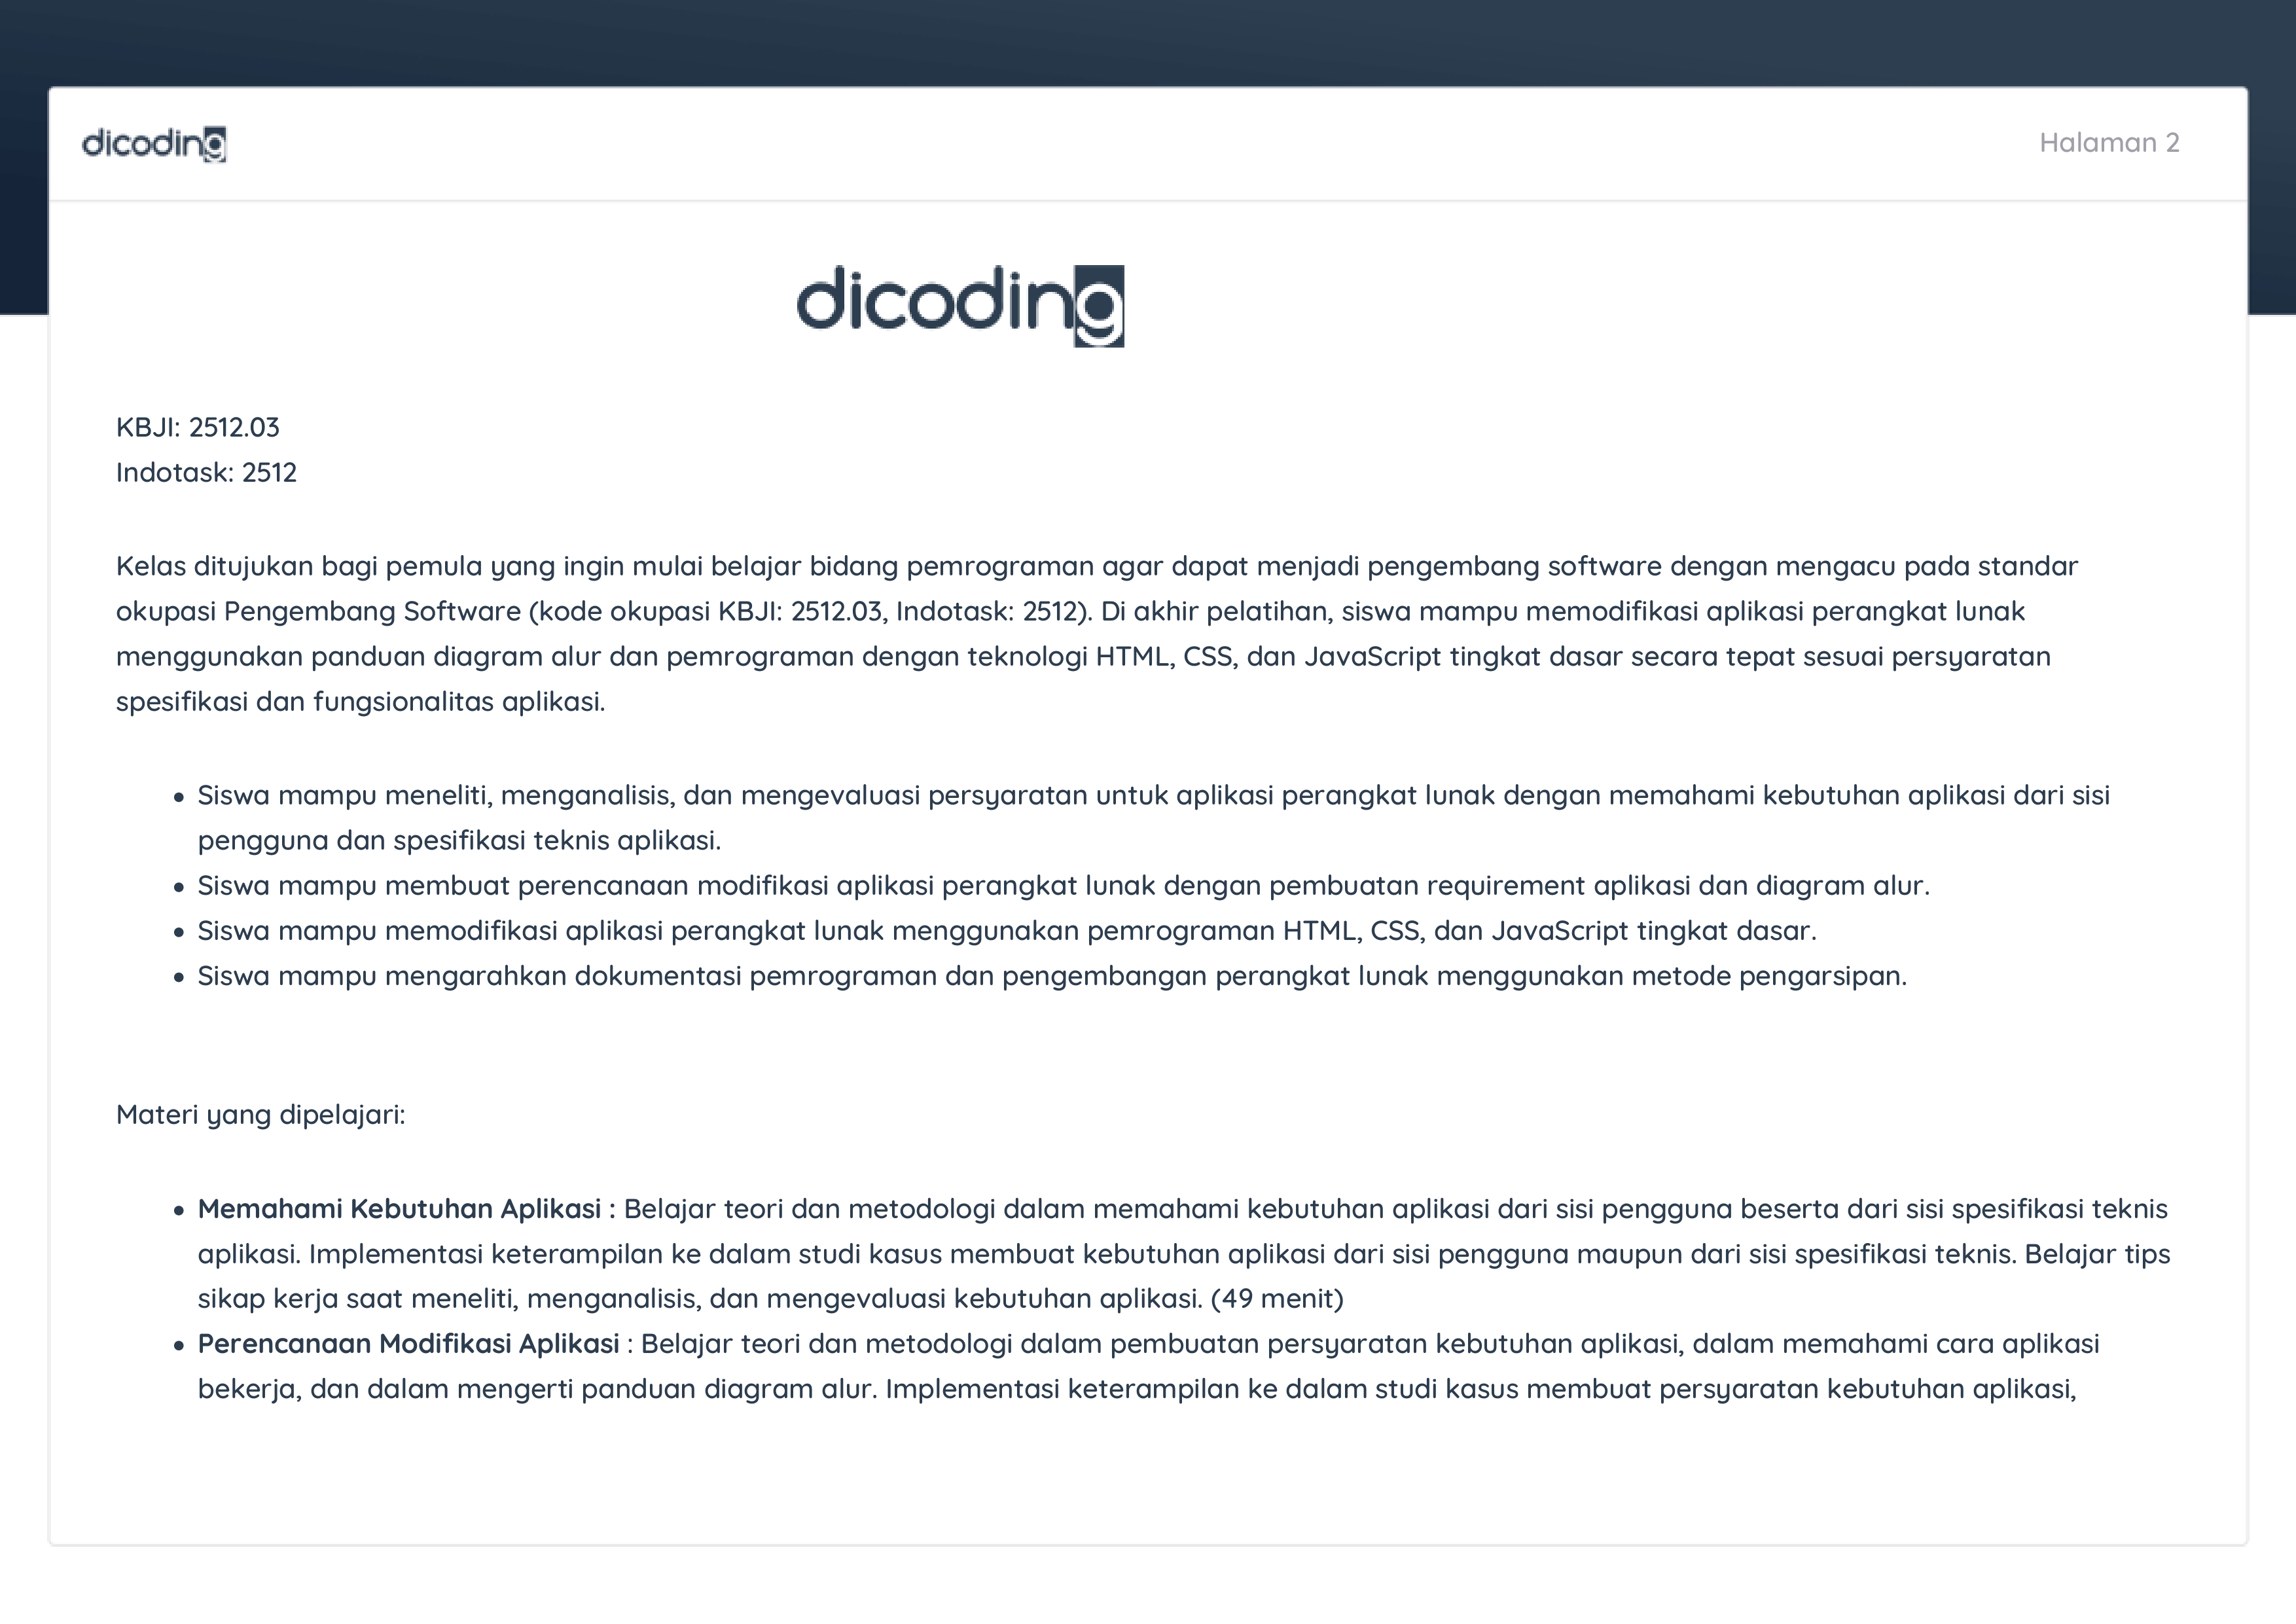 dicoding
Halaman 2
dicoding
KBJI: 2512.03
Indotask: 2512
Kelas ditujukan bagi pemula yang ingin mulai belajar bidang pemrograman agar dapat menjadi pengembang software dengan mengacu pada standar
okupasi Pengembang Software (kode okupasi KBJI: 2512.03, Indotask: 2512). Di akhir pelatihan, siswa mampu memodifikasi aplikasi perangkat lunak
menggunakan panduan diagram alur dan pemrograman dengan teknologi HTML, CSS, dan JavaScript tingkat dasar secara tepat sesuai persyaratan
spesifikasi dan fungsionalitas aplikasi.
• Siswa mampu meneliti, menganalisis, dan mengevaluasi persyaratan untuk aplikasi perangkat lunak dengan memahami kebutuhan aplikasi dari sisi
pengguna dan spesifikasi teknis aplikasi.
• Siswa mampu membuat perencanaan modifikasi aplikasi perangkat lunak dengan pembuatan requirement aplikasi dan diagram alur.
• Siswa mampu memodifikasi aplikasi perangkat lunak menggunakan pemrograman HTML, CSS, dan JavaScript tingkat dasar.
• Siswa mampu mengarahkan dokumentasi pemrograman dan pengembangan perangkat lunak menggunakan metode pengarsipan.
Materi yang dipelajari:
• Memahami Kebutuhan Aplikasi : Belajar teori dan metodologi dalam memahami kebutuhan aplikasi dari sisi pengguna beserta dari sisi spesifikasi teknis
aplikasi. Implementasi keterampilan ke dalam studi kasus membuat kebutuhan aplikasi dari sisi pengguna maupun dari sisi spesifikasi teknis. Belajar tips
sikap kerja saat meneliti, menganalisis, dan mengevaluasi kebutuhan aplikasi. (49 menit)
• Perencanaan Modifikasi Aplikasi : Belajar teori dan metodologi dalam pembuatan persyaratan kebutuhan aplikasi, dalam memahami cara aplikasi
bekerja, dan dalam mengerti panduan diagram alur. Implementasi keterampilan ke dalam studi kasus membuat persyaratan kebutuhan aplikasi,